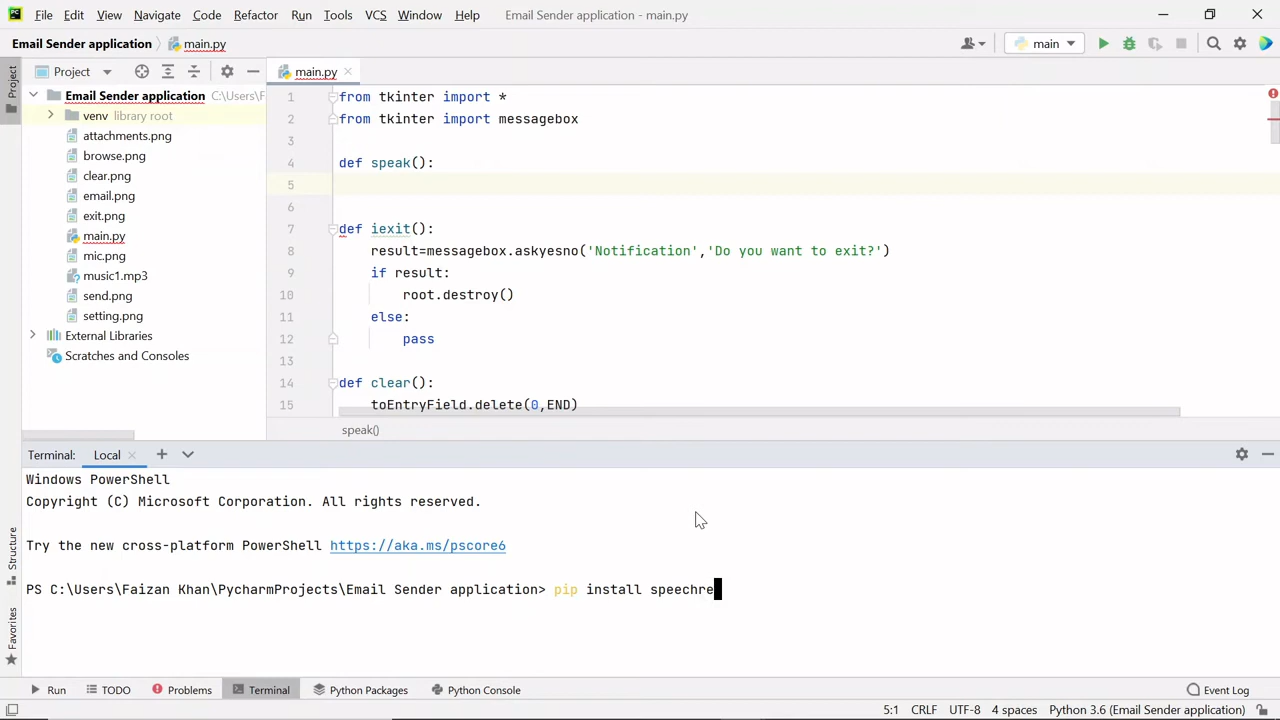 File Edit View Navigate Code Refactor Run Tools VCS Window Help Email Sender application - main.py
Email Sender application main.py main
Project main.py
Project
Email Sender application C:\Users\F
venv library root
attachments.png
browse.png
clear.png
email.png
exit.png
main.py
mic.png
music1.mp3
send.png
setting.png
External Libraries
Scratches and Consoles
1 from tkinter import *
2 from tkinter import messagebox
3
4 def speak():
5
6
7 def iexit():
8 result=messagebox.askyesno('Notification','Do you want to exit?')
9 if result:
10 root.destroy()
11 else:
12 pass
13
14 def clear():
15 toEntryField.delete(0,END)
speak()
Terminal: Local
Windows PowerShell
Copyright (C) Microsoft Corporation. All rights reserved.
Try the new cross-platform PowerShell https://aka.ms/pscore6
PS C:\Users\Faizan Khan\PycharmProjects\Email Sender application> pip install speechre
Structure
Favorites
Run TODO Problems Terminal Python Packages Python Console Event Log
5:1 CRLF UTF-8 4 spaces Python 3.6 (Email Sender application)